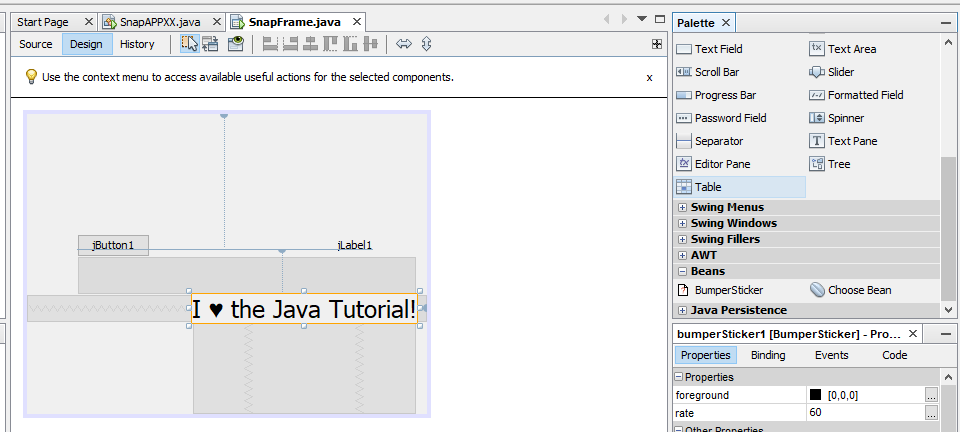 Start Page SnapAPPXX.java SnapFrame.java
Source Design History
Use the context menu to access available useful actions for the selected components. x
jButton1 jLabel1
I ♥ the Java Tutorial!
Palette
Text Field Text Area
Scroll Bar Slider
Progress Bar Formatted Field
Password Field Spinner
Separator Text Pane
Editor Pane Tree
Table
Swing Menus
Swing Windows
Swing Fillers
AWT
Beans
BumperSticker Choose Bean
Java Persistence
bumperSticker1 [BumperSticker] - Pro...
Properties Binding Events Code
Properties
foreground [0,0,0] ...
rate 60 ...
Other Properties